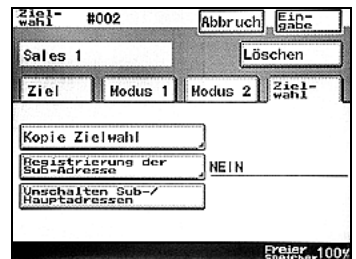 Ziel-
wahl #002 Abbruch Ein-
gabe
Sales 1 Löschen
Ziel Modus 1 Modus 2 Ziel-
wahl
Kopie Zielwahl
Registrierung der
Sub-Adresse NEIN
Umschalten Sub-/
Hauptadressen
Freier
Speicher 100%